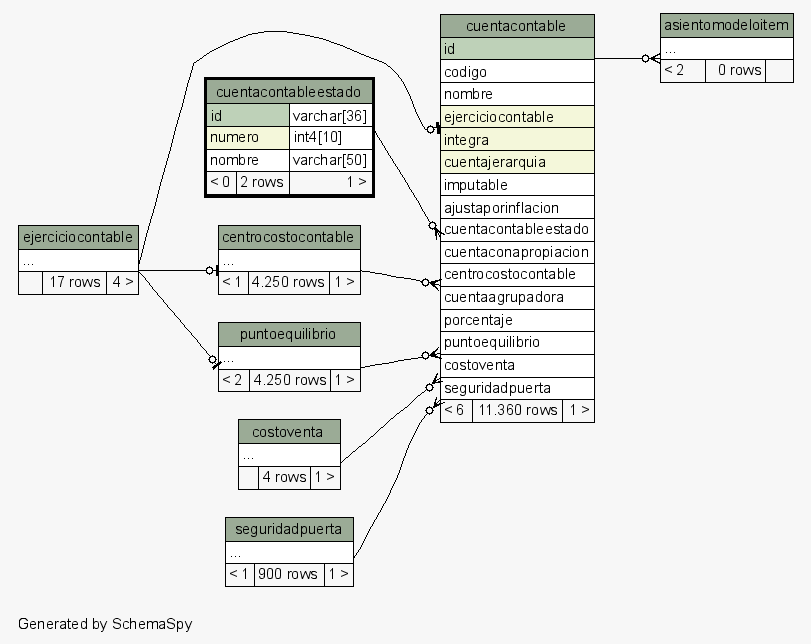 cuentacontable
id
codigo
nombre
ejerciciocontable
integra
cuentajerarquia
imputable
ajustaporinflacion
cuentacontableestado
cuentaconapropiacion
centrocostocontable
cuentaagrupadora
porcentaje
puntoequilibrio
costoventa
seguridadpuerta
< 6 11.360 rows 1 >
asientomodeloitem
...
< 2 0 rows
cuentacontableestado
id varchar[36]
numero int4[10]
nombre varchar[50]
< 0 2 rows 1 >
ejerciciocontable
...
17 rows 4 >
centrocostocontable
...
< 1 4.250 rows 1 >
puntoequilibrio
...
< 2 4.250 rows 1 >
costoventa
...
4 rows 1 >
seguridadpuerta
...
< 1 900 rows 1 >
Generated by SchemaSpy